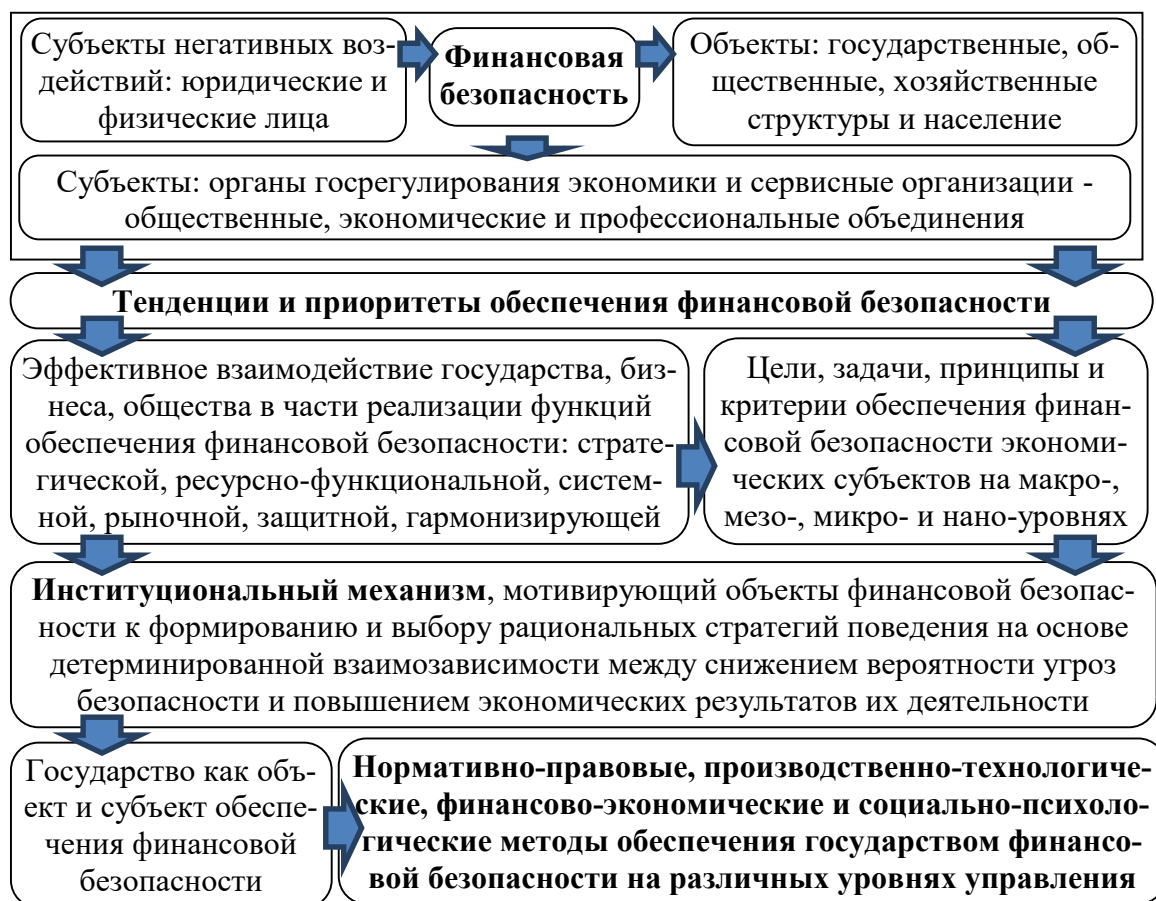 Субъекты негативных воз-
действий: юридические и
физические лица
Финансовая
безопасность
Объекты: государственные, об-
щественные, хозяйственные
структуры и население
Субъекты: органы госрегулирования экономики и сервисные организации -
общественные, экономические и профессиональные объединения
Тенденции и приоритеты обеспечения финансовой безопасности
Эффективное взаимодействие государства, биз-
неса, общества в части реализации функций
обеспечения финансовой безопасности: страте-
гической, ресурсно-функциональной, систем-
ной, рыночной, защитной, гармонизирующей
Цели, задачи, принципы и
критерии обеспечения финан-
совой безопасности экономи-
ческих субъектов на макро-,
мезо-, микро- и нано-уровнях
Институциональный механизм, мотивирующий объекты финансовой безопас-
ности к формированию и выбору рациональных стратегий поведения на основе
детерминированной взаимозависимости между снижением вероятности угроз
безопасности и повышением экономических результатов их деятельности
Государство как объ-
ект и субъект обеспе-
чения финансовой
безопасности
Нормативно-правовые, производственно-технологиче-
ские, финансово-экономические и социально-психоло-
гические методы обеспечения государством финансо-
вой безопасности на различных уровнях управления